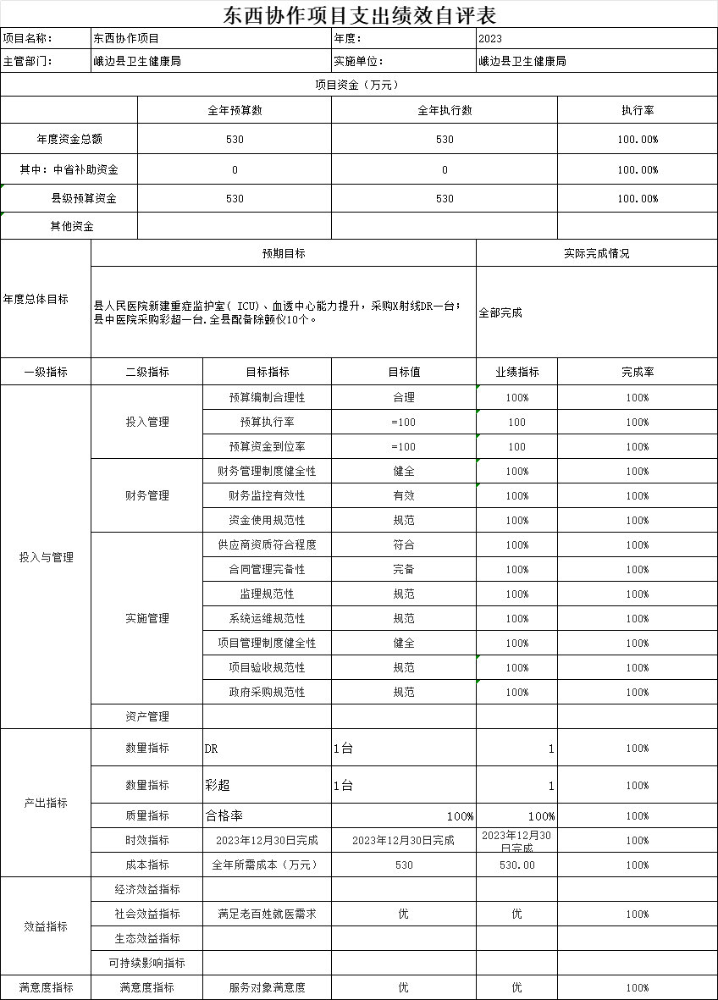 东西协作项目支出绩效自评表
项目名称： 东西协作项目 年度： 2023
主管部门： 峨边县卫生健康局 实施单位： 峨边县卫生健康局
项目资金（万元）
全年预算数 全年执行数 执行率
年度资金总额 530 530 100.00%
其中：中省补助资金 0 0 100.00%
县级预算资金 530 530 100.00%
其他资金
年度总体目标 预期目标 实际完成情况
县人民医院新建重症监护室( ICU)、血透中心能力提升，采购X射线DR一台；
县中医院采购彩超一台.全县配备除颤仪10个。
全部完成
一级指标 二级指标 目标指标 目标值 业绩指标 完成率
投入与管理 投入管理 预算编制合理性 合理 100% 100%
预算执行率 =100 100 100%
预算资金到位率 =100 100 100%
财务管理 财务管理制度健全性 健全 100% 100%
财务监控有效性 有效 100% 100%
资金使用规范性 规范 100% 100%
实施管理 供应商资质符合程度 符合 100% 100%
合同管理完备性 完备 100% 100%
监理规范性 规范 100% 100%
系统运维规范性 规范 100% 100%
项目管理制度健全性 健全 100% 100%
项目验收规范性 规范 100% 100%
政府采购规范性 规范 100% 100%
资产管理
产出指标 数量指标 DR 1台 1 100%
数量指标 彩超 1台 1 100%
质量指标 合格率 100% 100% 100%
时效指标 2023年12月30日完成 2023年12月30日完成 2023年12月30
日完成 100%
成本指标 全年所需成本（万元） 530 530.00 100%
效益指标 经济效益指标
社会效益指标 满足老百姓就医需求 优 优 100%
生态效益指标
可持续影响指标
满意度指标 满意度指标 服务对象满意度 优 优 100%